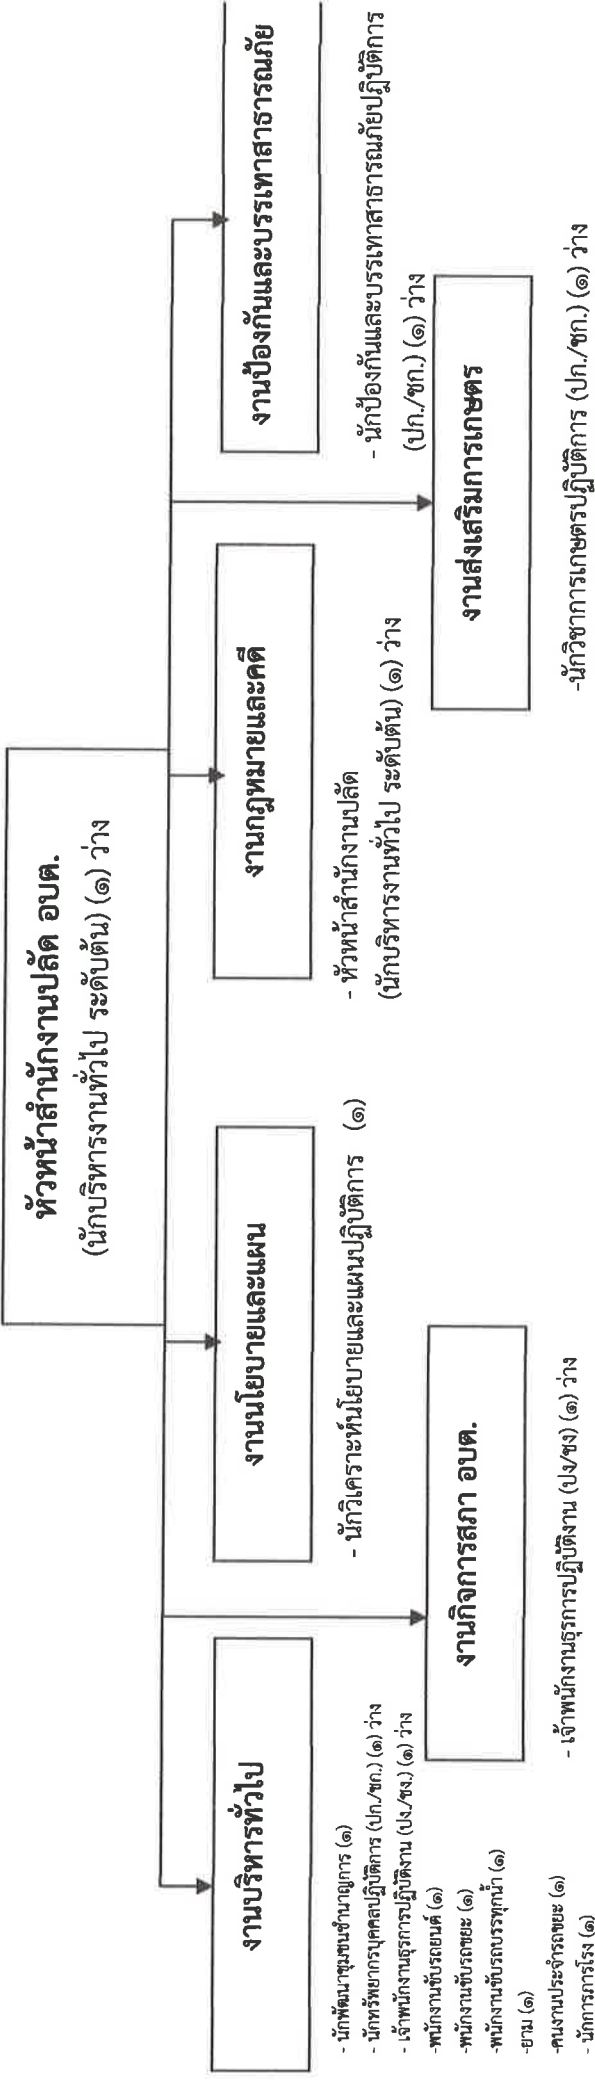 หัวหน้าสำนักงานปลัด อบต.
(นักบริหารงานทั่วไป ระดับต้น) (๑) ว่าง
งานบริหารทั่วไป
- นักพัฒนาชุมชนชำนาญการ (๑)
- นักทรัพยากรบุคคลปฏิบัติการ (ปก./ชก.) (๑) ว่าง
- เจ้าพนักงานธุรการปฏิบัติงาน (ปง./ชง.) (๑) ว่าง
-พนักงานขับรถยนต์ (๑)
-พนักงานขับรถขยะ (๑)
-พนักงานขับรถบรรทุกน้ำ (๑)
-ยาม (๑)
-คนงานประจำรถขยะ (๑)
- นักการภารโรง (๑)
งานกิจการสภา อบต.
- เจ้าพนักงานธุรการปฏิบัติงาน (ปง/ชง) (๑) ว่าง
งานนโยบายและแผน
- นักวิเคราะห์นโยบายและแผนปฏิบัติการ (๑)
งานกฎหมายและคดี
- หัวหน้าสำนักงานปลัด
(นักบริหารงานทั่วไป ระดับต้น) (๑) ว่าง
งานส่งเสริมการเกษตร
-นักวิชาการเกษตรปฏิบัติการ (ปก./ชก.) (๑) ว่าง
งานป้องกันและบรรเทาสาธารณภัย
- นักป้องกันและบรรเทาสาธารณภัยปฏิบัติการ
(ปก./ชก.) (๑) ว่าง